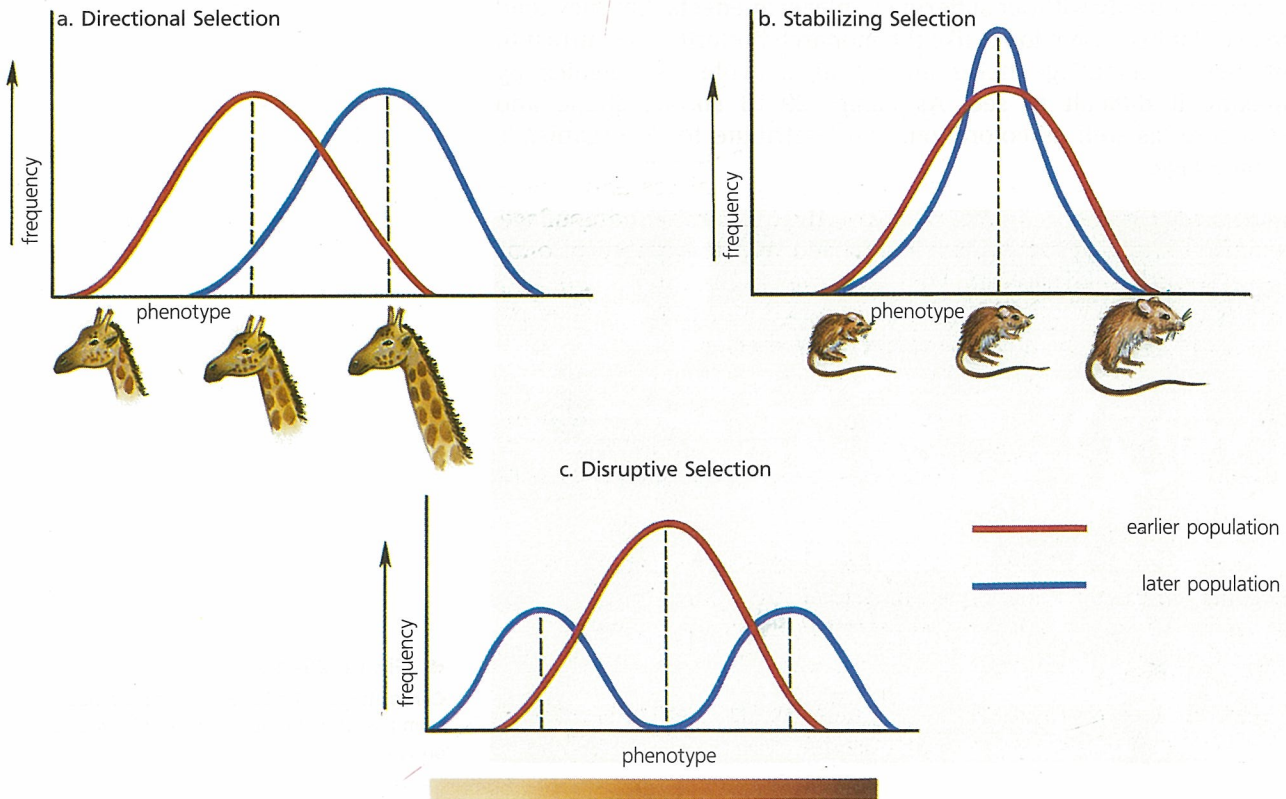 a. Directional Selection
frequency
phenotype
b. Stabilizing Selection
frequency
phenotype
c. Disruptive Selection
frequency
phenotype
earlier population
later population